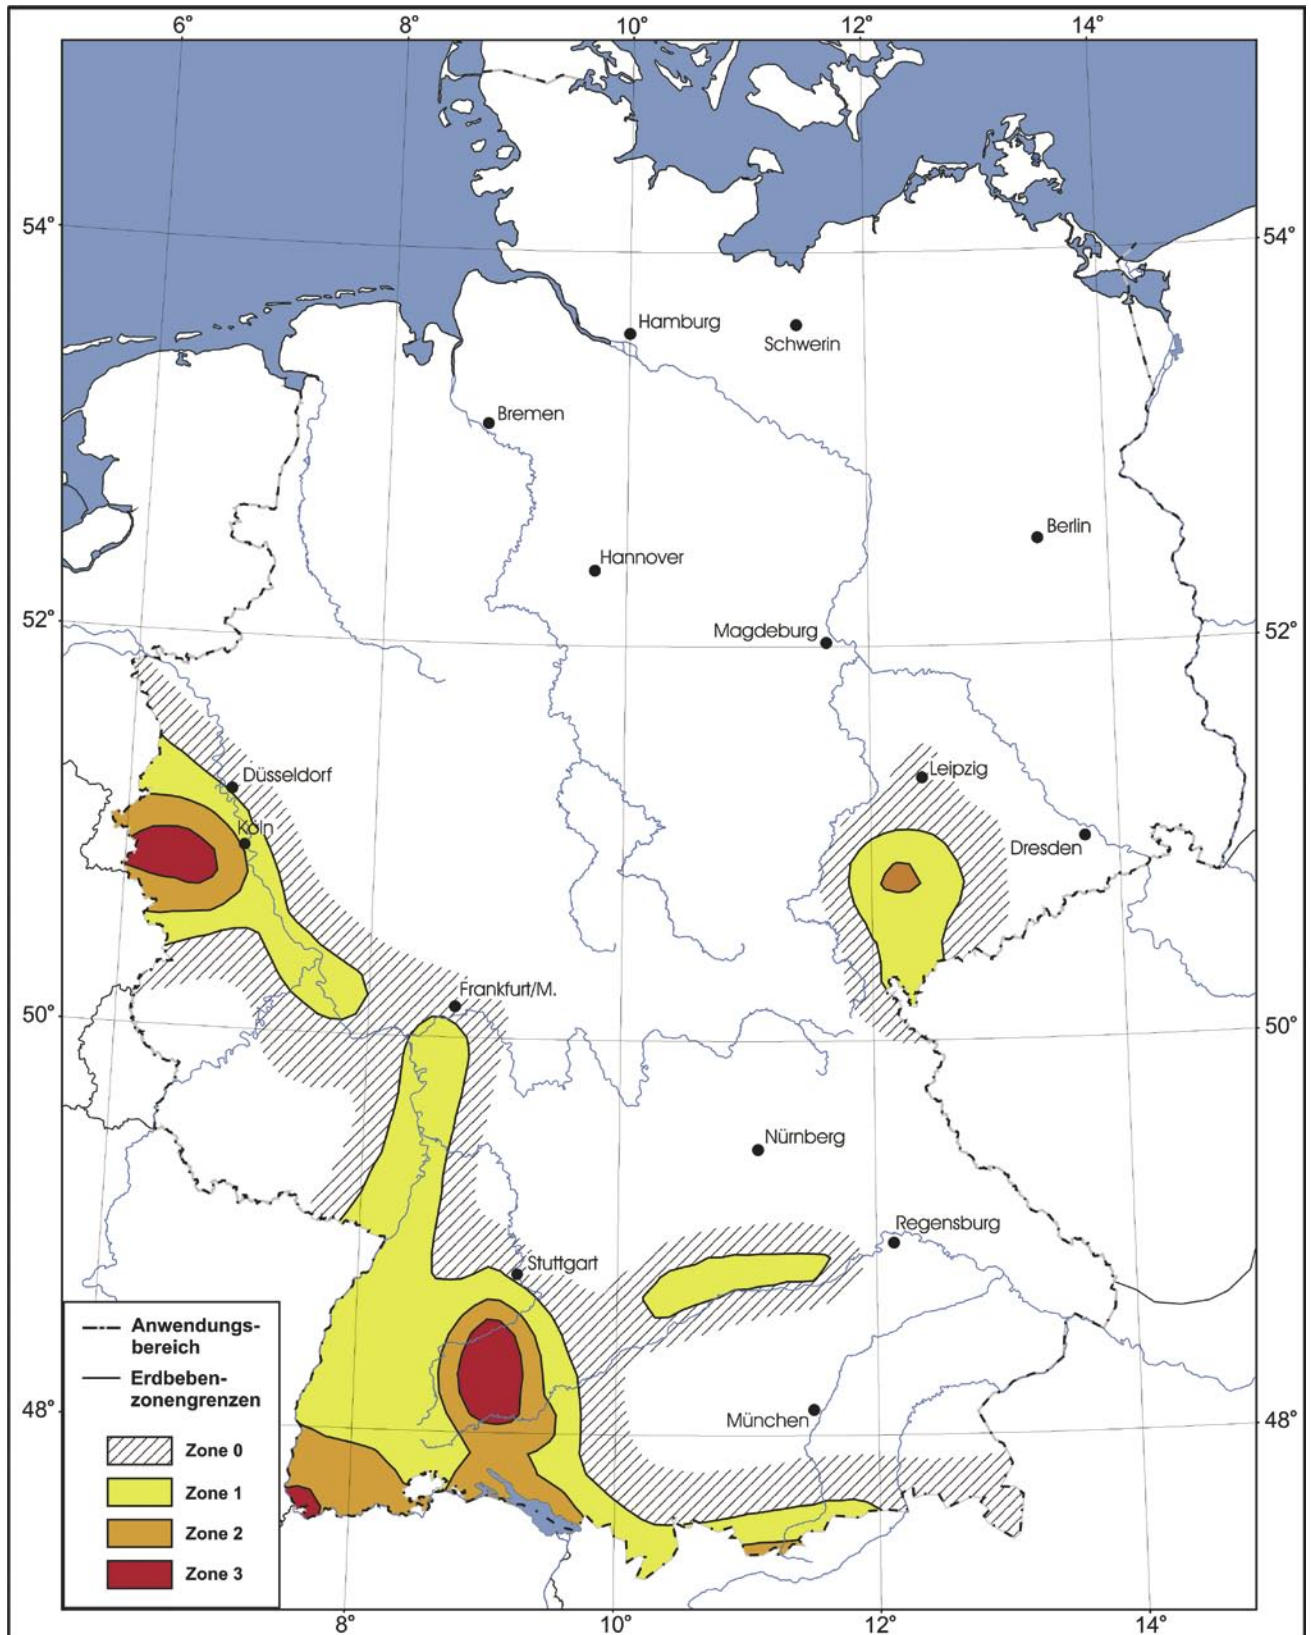 6° 8° 10° 12° 14°
54° 54°
Hamburg
Schwerin
Bremen
Berlin
Hannover
52° 52°
Magdeburg
Düsseldorf
Leipzig
Köln
Dresden
Frankfurt/M.
50° 50°
Nürnberg
Regensburg
Stuttgart
Anwendungs-
bereich
Erdbeben-
zonengrenzen
48° 48°
München
Zone 0
Zone 1
Zone 2
Zone 3
8° 10° 12° 14°